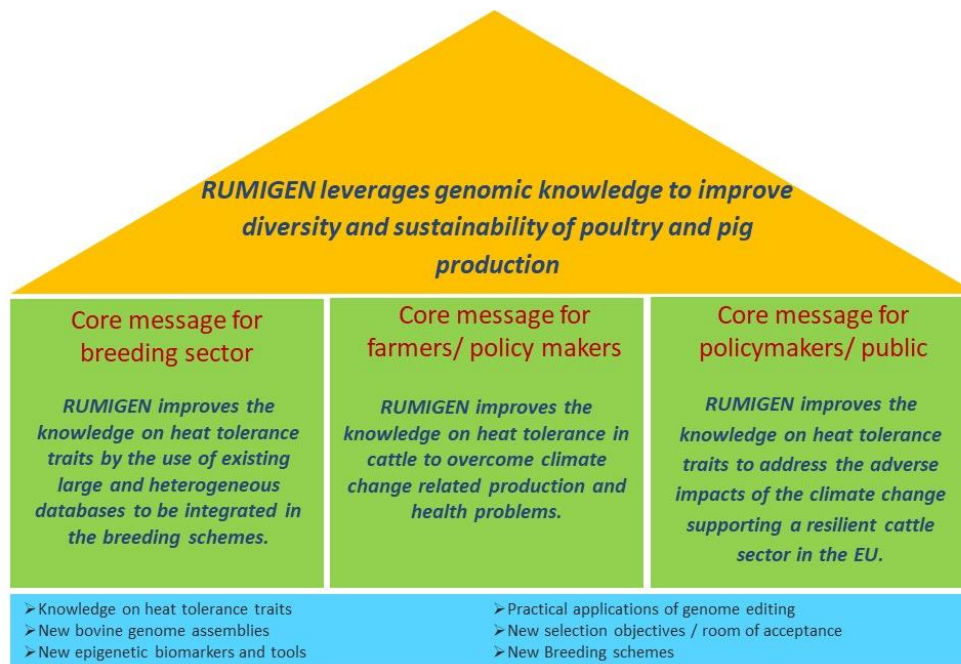 RUMIGEN leverages genomic knowledge to improve
diversity and sustainability of poultry and pig
production
Core message for
breeding sector
RUMIGEN improves the
knowledge on heat tolerance
traits by the use of existing
large and heterogeneous
databases to be integrated in
the breeding schemes.
Core message for
farmers/ policy makers
RUMIGEN improves the
knowledge on heat tolerance in
cattle to overcome climate
change related production and
health problems.
Core message for
policymakers/ public
RUMIGEN improves the
knowledge on heat tolerance
traits to address the adverse
impacts of the climate change
supporting a resilient cattle
sector in the EU.
➢Knowledge on heat tolerance traits
➢New bovine genome assemblies
➢New epigenetic biomarkers and tools
➢Practical applications of genome editing
➢New selection objectives / room of acceptance
➢New Breeding schemes